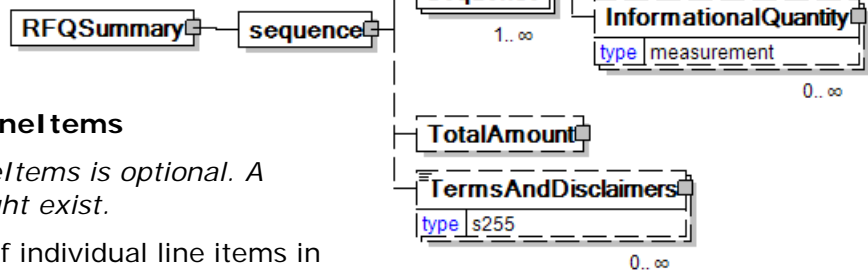 InformationalQuantity
type measurement
0.. ∞
RFQSummary
sequence
1.. ∞
TotalAmount
TermsAndDisclaimers
type s255
0.. ∞
neItems
eItems is optional. A
ght exist.
f individual line items in